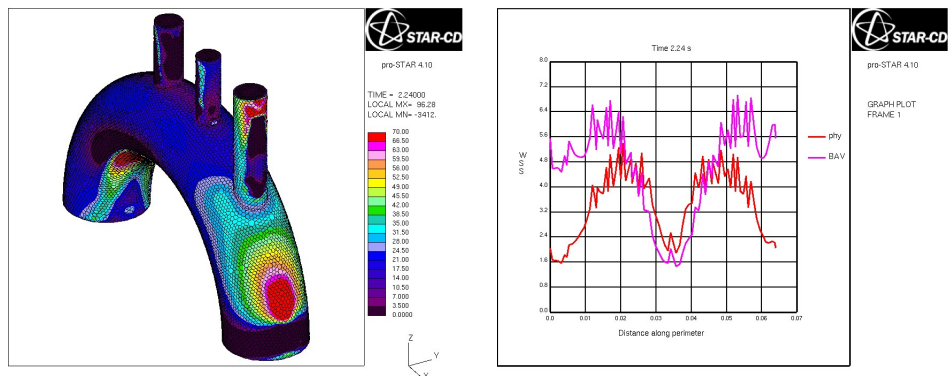 STAR-CD
pro-STAR 4.10
TIME = 2.24000
LOCAL MX= 96.28
LOCAL MN= -3412.
70.00
66.50
63.00
59.50
56.00
52.50
49.00
45.50
42.00
38.50
35.00
31.50
28.00
24.50
21.00
17.50
14.00
10.50
7.000
3.500
0.0000
Z
Y
X
Time 2.24 s
8.0
7.2
6.4
5.6
4.8
4.0
3.2
2.4
1.6
0.8
0.0
WSS
0.0
0.01
0.02
0.03
0.04
0.05
0.06
0.07
Distance along perimeter
phy
BAV
STAR-CD
pro-STAR 4.10
GRAPH PLOT
FRAME 1